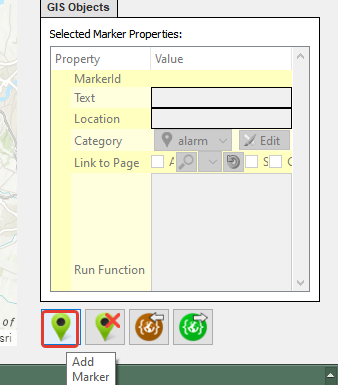 GIS Objects
Selected Marker Properties:
Property Value
MarkerId
Text
Location
Category alarm Edit
Link to Page A S C
Run Function
{&} {&}
of
sri
Add
Marker